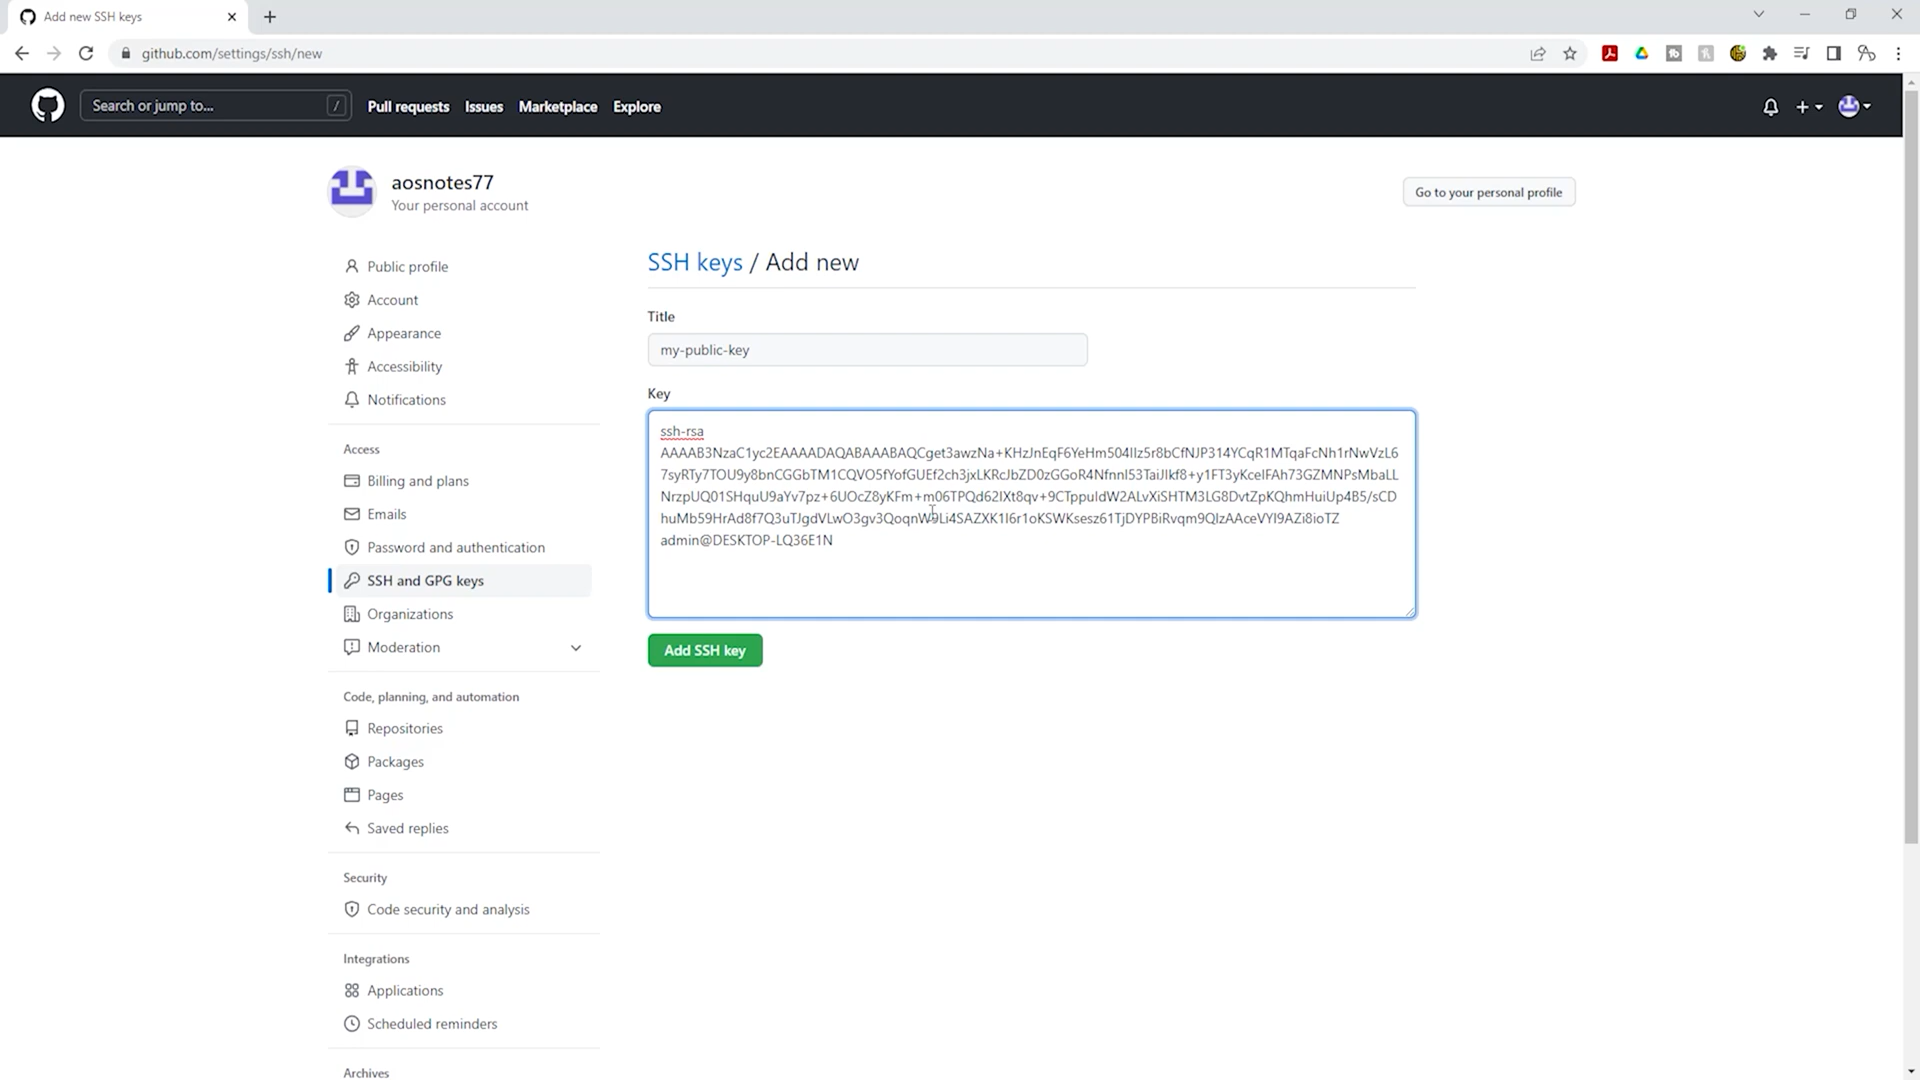 Add new SSH keys
github.com/settings/ssh/new
Search or jump to...
/
Pull requests
Issues
Marketplace
Explore
aosnotes77
Your personal account
Go to your personal profile
Public profile
Account
Appearance
Accessibility
Notifications
Access
Billing and plans
Emails
Password and authentication
SSH and GPG keys
Organizations
Moderation
Code, planning, and automation
Repositories
Packages
Pages
Saved replies
Security
Code security and analysis
Integrations
Applications
Scheduled reminders
Archives
SSH keys / Add new
Title
my-public-key
Key
ssh-rsa
admin@DESKTOP-LQ36E1N
Add SSH key